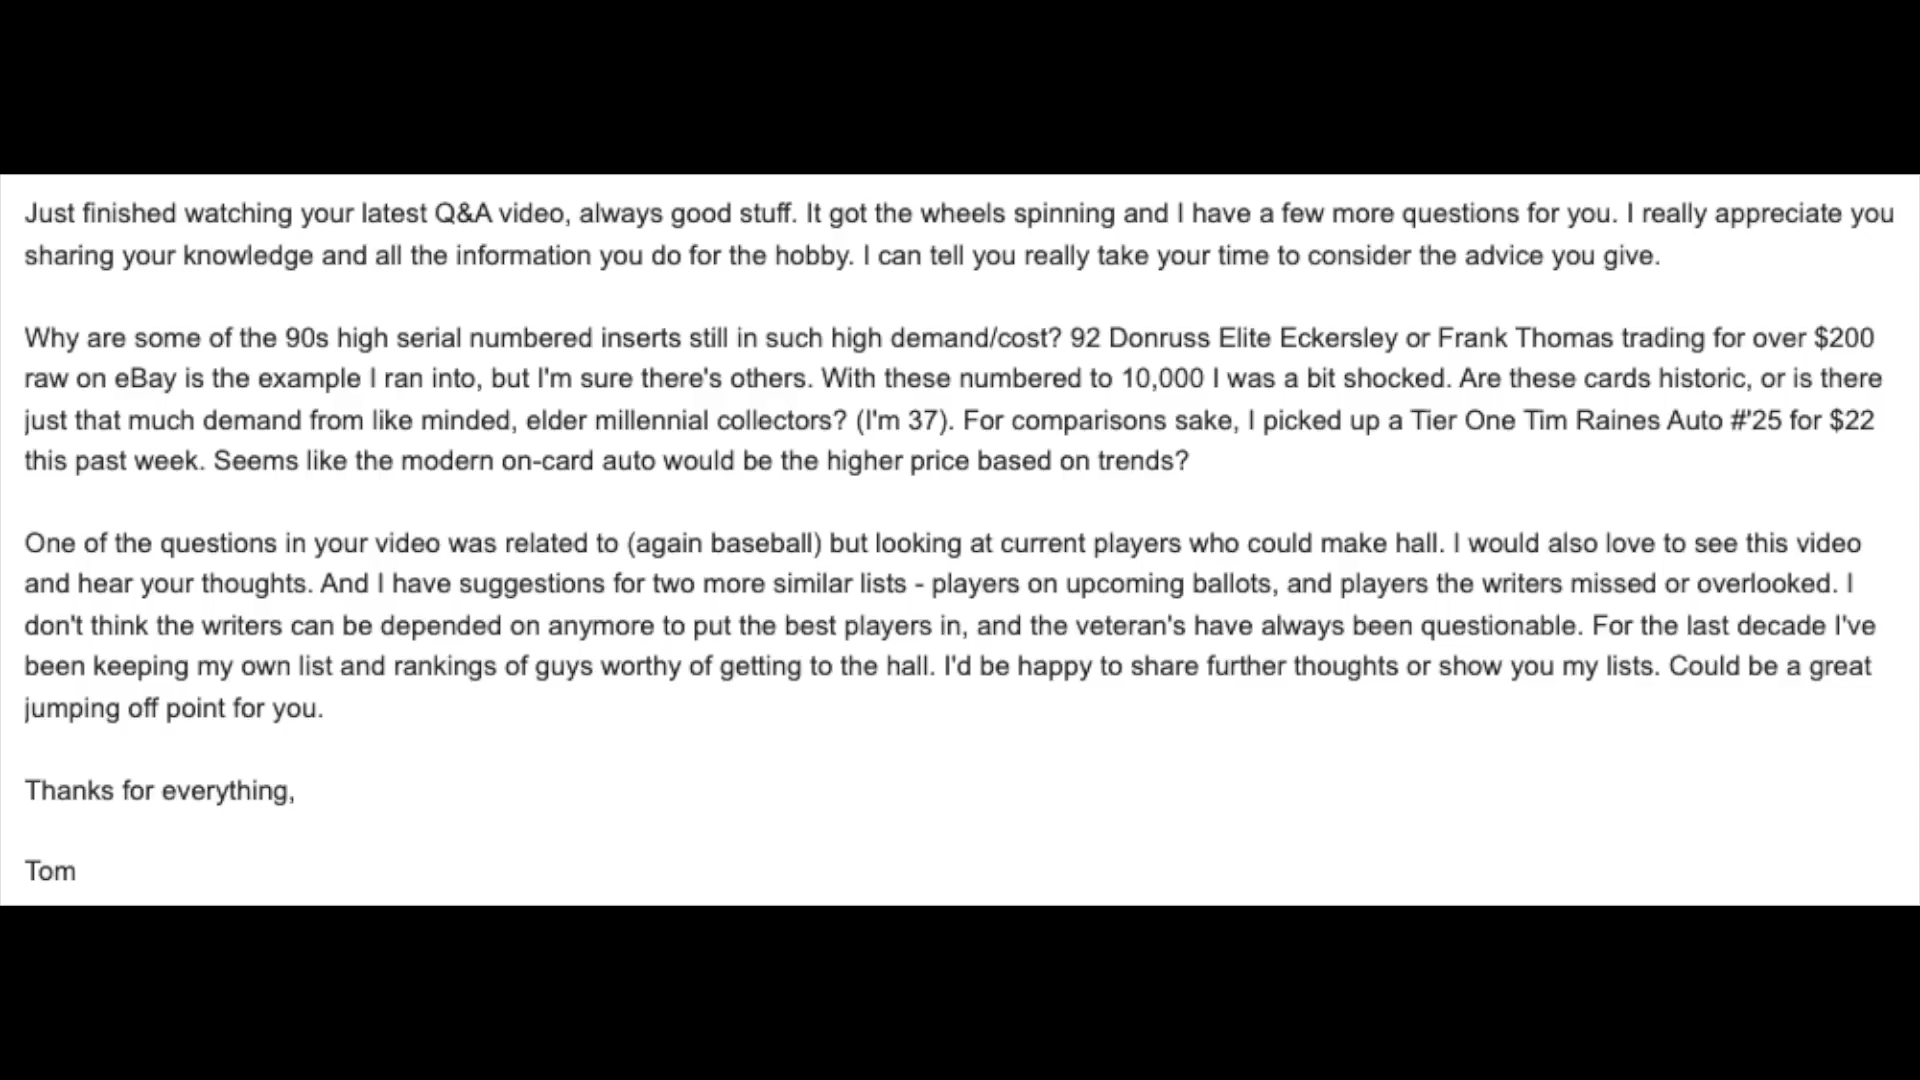 Just finished watching your latest Q&A video, always good stuff. It got the wheels spinning and I have a few more questions for you. I really appreciate you
sharing your knowledge and all the information you do for the hobby. I can tell you really take your time to consider the advice you give.
Why are some of the 90s high serial numbered inserts still in such high demand/cost? 92 Donruss Elite Eckersley or Frank Thomas trading for over $200
raw on eBay is the example I ran into, but I'm sure there's others. With these numbered to 10,000 I was a bit shocked. Are these cards historic, or is there
just that much demand from like minded, elder millennial collectors? (I'm 37). For comparisons sake, I picked up a Tier One Tim Raines Auto #'25 for $22
this past week. Seems like the modern on-card auto would be the higher price based on trends?
One of the questions in your video was related to (again baseball) but looking at current players who could make hall. I would also love to see this video
and hear your thoughts. And I have suggestions for two more similar lists - players on upcoming ballots, and players the writers missed or overlooked. I
don't think the writers can be depended on anymore to put the best players in, and the veteran's have always been questionable. For the last decade I've
been keeping my own list and rankings of guys worthy of getting to the hall. I'd be happy to share further thoughts or show you my lists. Could be a great
jumping off point for you.
Thanks for everything,
Tom